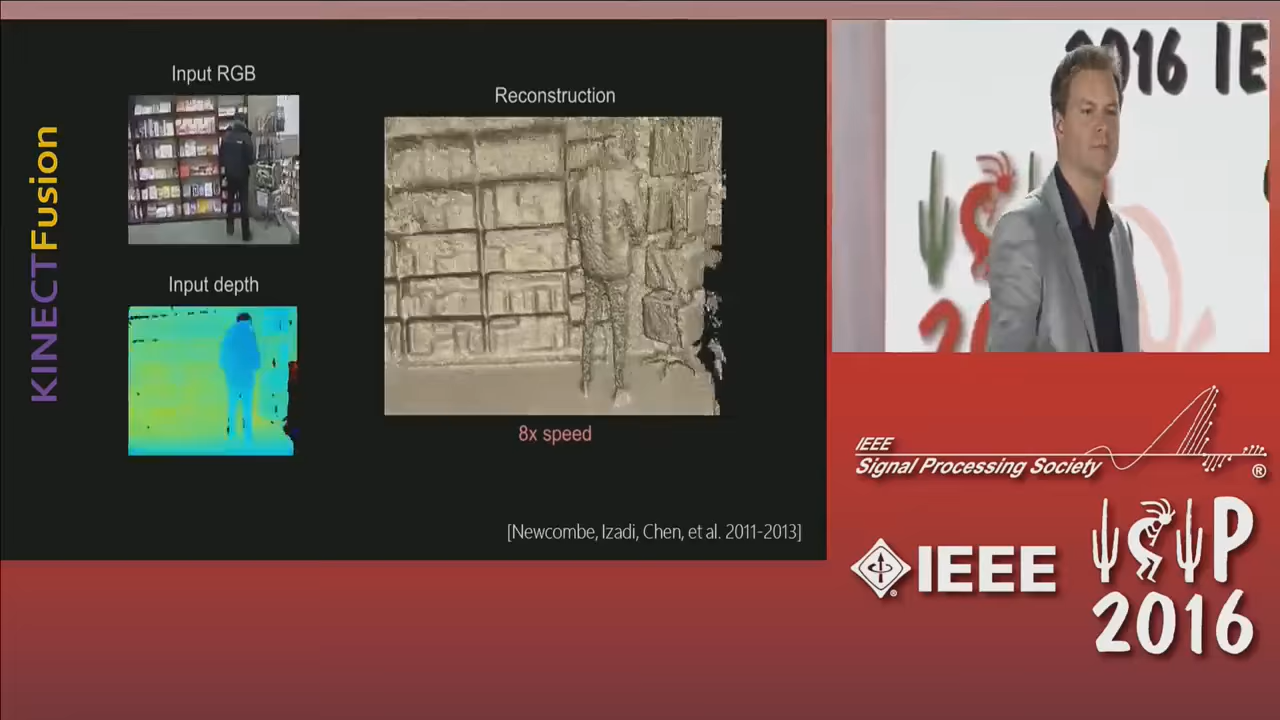 KINECTFusion
Input RGB
Input depth
Reconstruction
8x speed
[Newcombe, Izadi, Chen, et al. 2011-2013]
2016 IE
IEEE
Signal Processing Society
®
IEEE
®
ICIP
2016